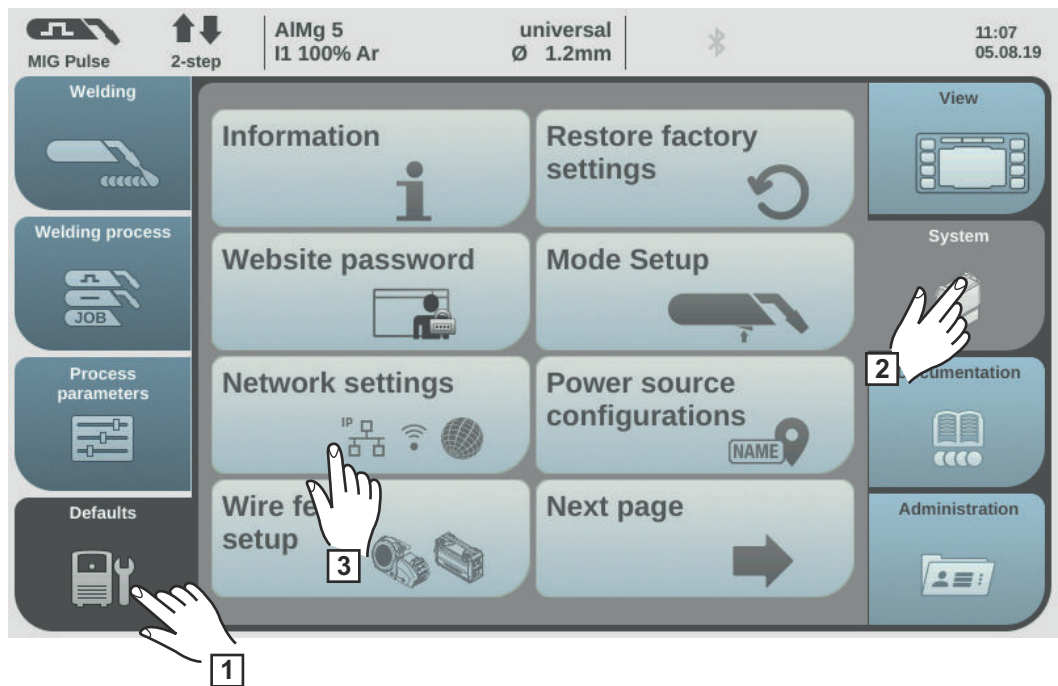 MIG Pulse
2-step
AlMg 5
I1 100% Ar
universal
Ø 1.2mm
11:07
05.08.19
Welding
Welding process
JOB
Process
parameters
Defaults
Information
Restore factory
settings
Website password
Mode Setup
Network settings
IP
Power source
configurations
NAME
Wire
setup
Next page
View
System
Administration
1
2
3